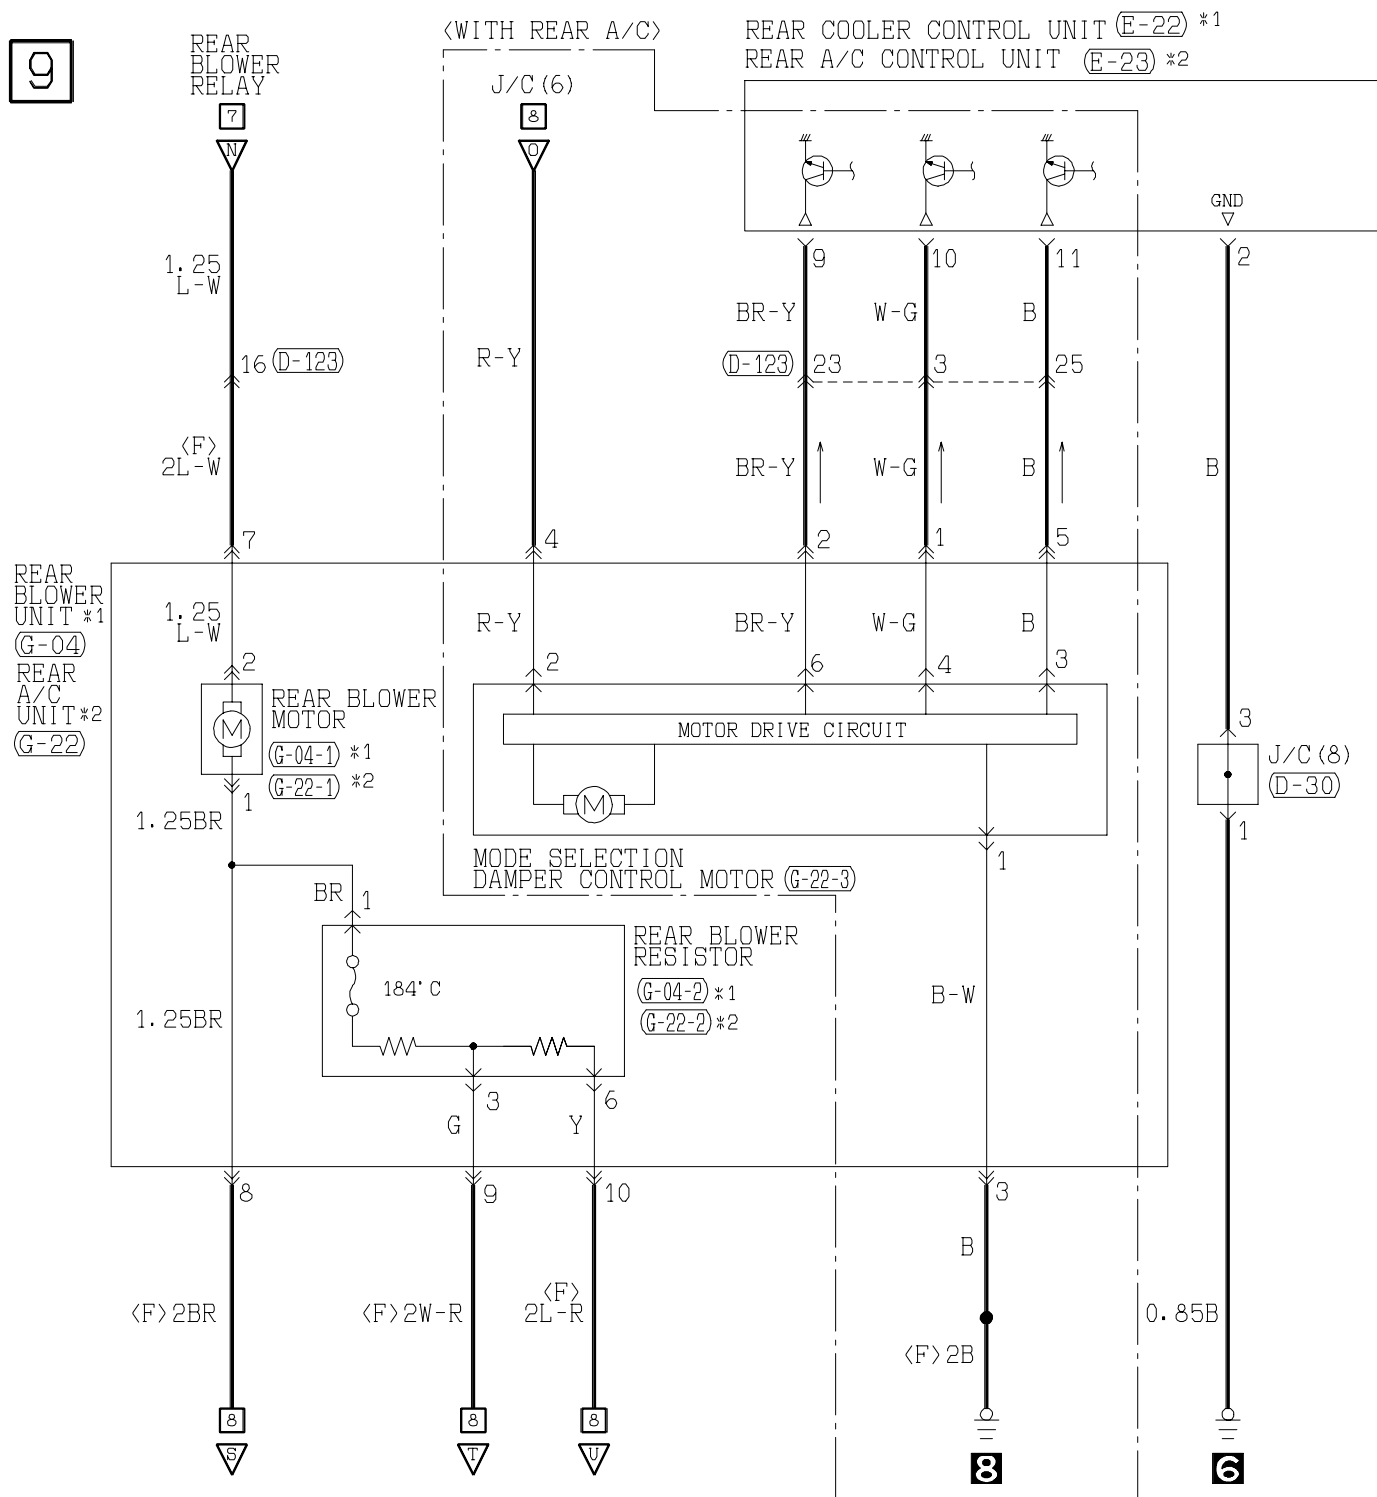 9
REAR
BLOWER
RELAY
7
N
<WITH REAR A/C>
J/C(6)
8
O
REAR COOLER CONTROL UNIT (E-22) *1
REAR A/C CONTROL UNIT (E-23) *2
GND
9
10
11
2
1.25
L-W
BR-Y
W-G
B
16 (D-123)
R-Y
(D-123) 23
3
25
<F>
2L-W
BR-Y
W-G
B
B
7
4
2
1
5
REAR
BLOWER
UNIT *1
(G-04)
REAR
A/C
UNIT*2
(G-22)
1.25
L-W
R-Y
BR-Y
W-G
B
2
2
6
4
3
M
REAR BLOWER
MOTOR
(G-04-1) *1
(G-22-1) *2
1
MOTOR DRIVE CIRCUIT
M
3
J/C(8)
(D-30)
1
1.25BR
MODE SELECTION
DAMPER CONTROL MOTOR (G-22-3)
1
BR
1
184°C
REAR BLOWER
RESISTOR
(G-04-2) *1
(G-22-2) *2
1.25BR
B-W
3
6
G
Y
8
9
10
3
B
<F>2BR
<F>2W-R
<F>
2L-R
<F>2B
0.85B
8
S
8
T
8
U
8
6